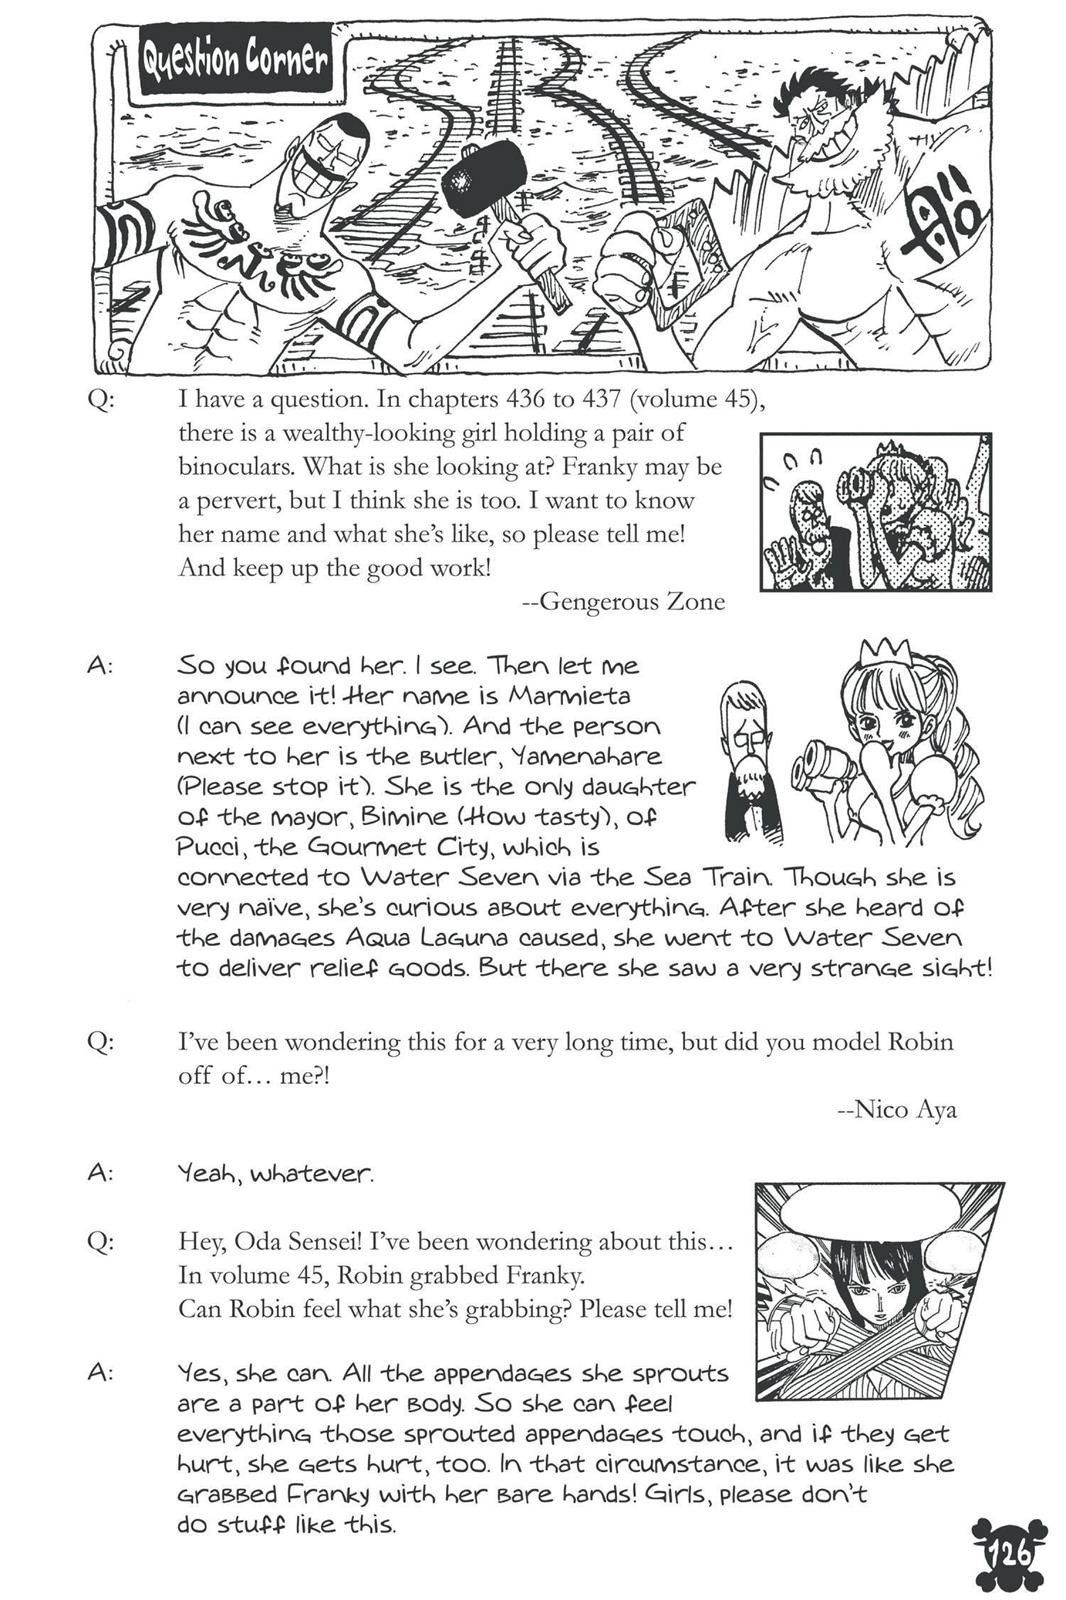 Question Corner
Q: I have a question. In chapters 436 to 437 (volume 45),
there is a wealthy-looking girl holding a pair of
binoculars. What is she looking at? Franky may be
a pervert, but I think she is too. I want to know
her name and what she's like, so please tell me!
And keep up the good work!
--Gengerous Zone
A: So you found her. I see. Then let me
announce it! Her name is Marmieta
(I can see everything). And the person
next to her is the butler, Yamenahare
(Please stop it). She is the only daughter
of the mayor, Bimine (How tasty), of
Pucci, the Gourmet City, which is
connected to Water Seven via the Sea Train. Though she is
very naïve, she's curious about everything. After she heard of
the damages Aqua Laguna caused, she went to Water Seven
to deliver relief goods. But there she saw a very strange sight!
Q: I've been wondering this for a very long time, but did you model Robin
off of... me?!
--Nico Aya
A: Yeah, whatever.
Q: Hey, Oda Sensei! I've been wondering about this...
In volume 45, Robin grabbed Franky.
Can Robin feel what she's grabbing? Please tell me!
A: Yes, she can. All the appendages she sprouts
are a part of her body. So she can feel
everything those sprouted appendages touch, and if they get
hurt, she gets hurt, too. In that circumstance, it was like she
grabbed Franky with her bare hands! Girls, please don't
do stuff like this.
126